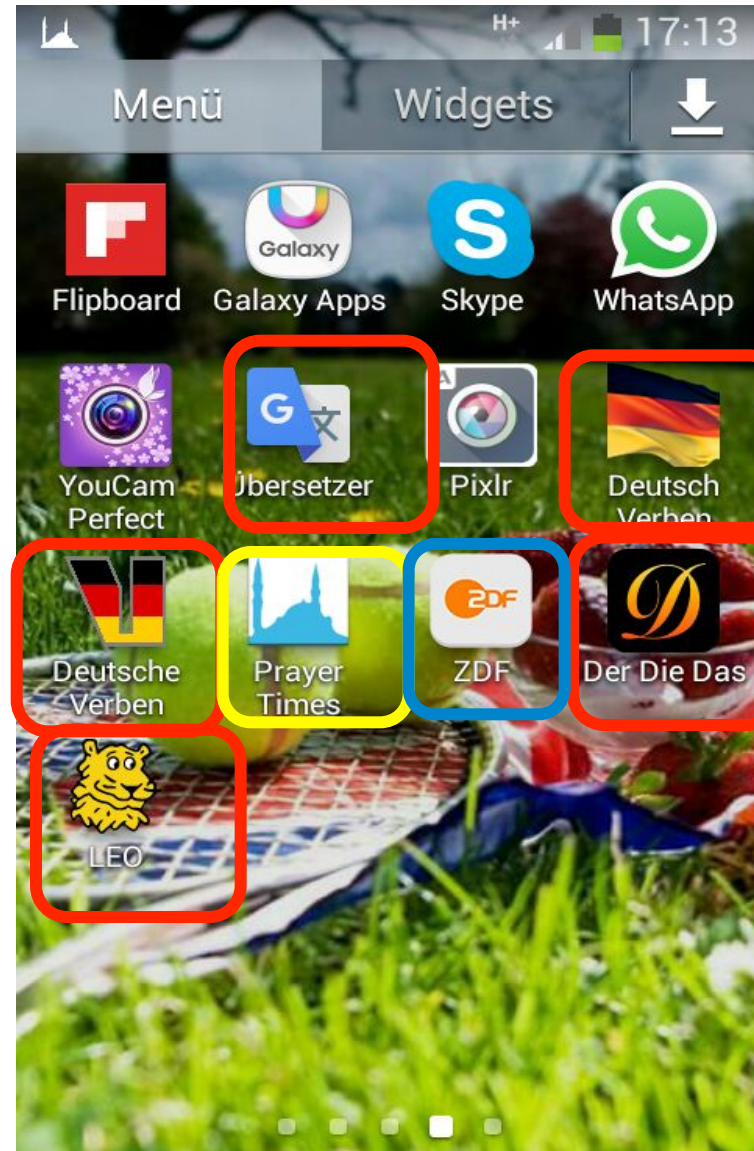 H+ 17:13
Menü Widgets
Galaxy
Flipboard Galaxy Apps Skype WhatsApp
G 文 A
YouCam Perfect
Übersetzer
Pixlr
Deutsch Verben
ZDF
Deutsche Verben
Prayer Times
ZDF
Der Die Das
LEO